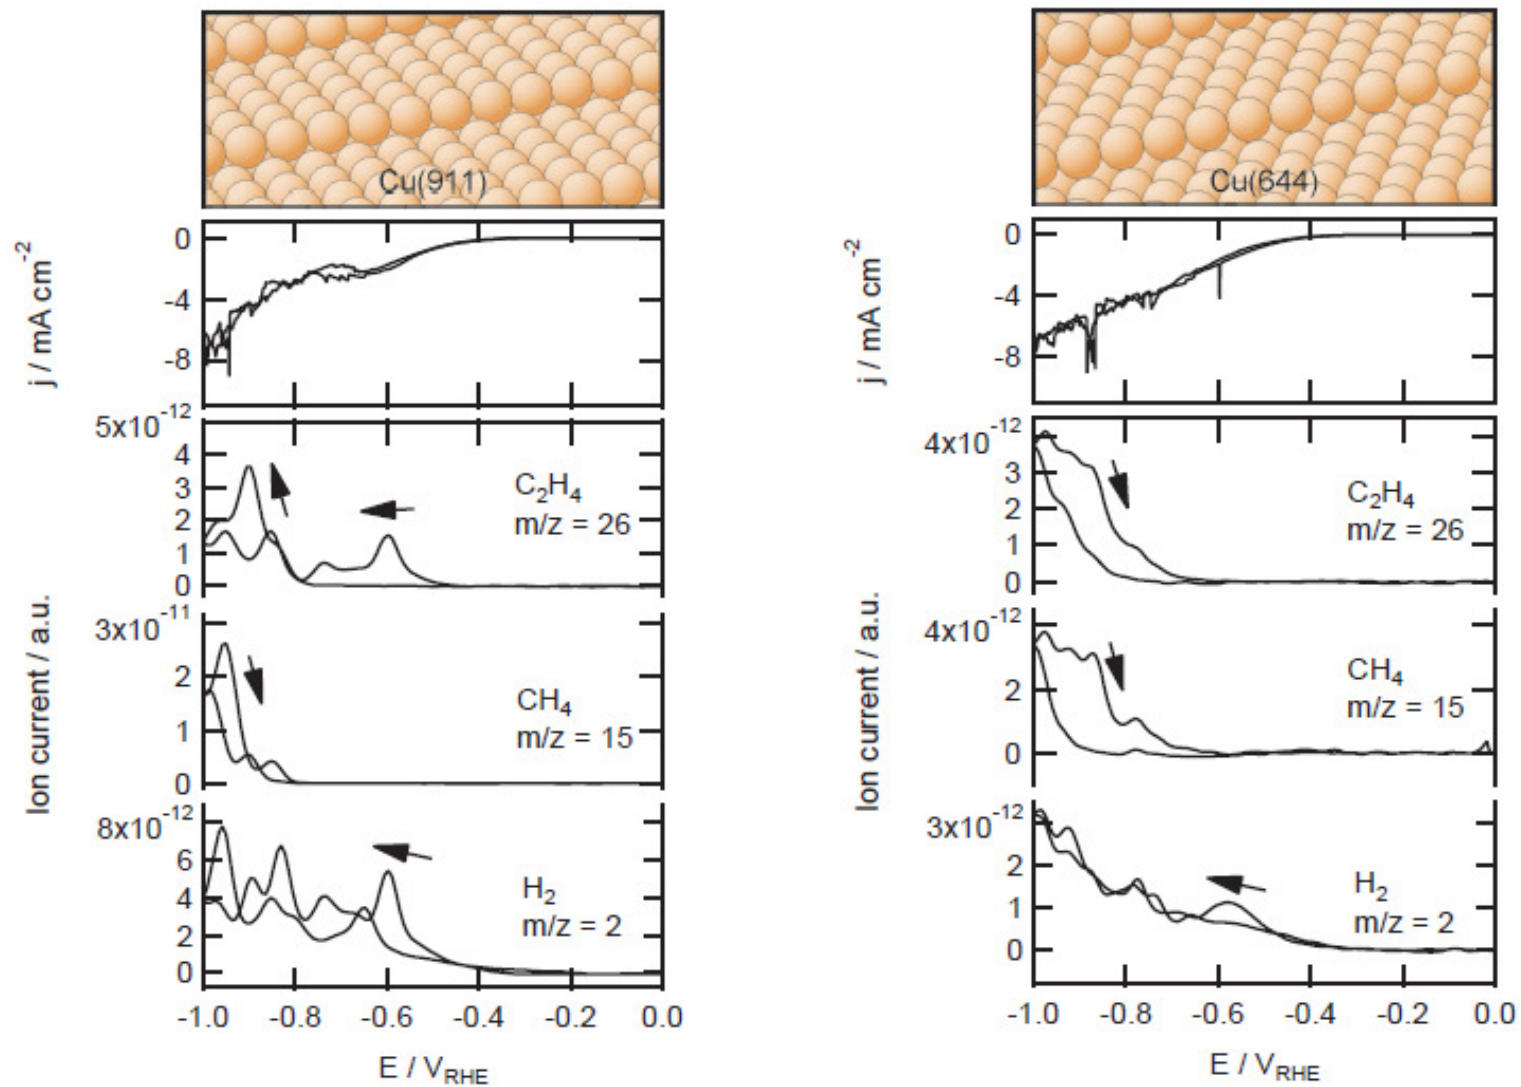 Cu(911)
j / mA cm-2
0
-4
-8
5x10-12
4
3
2
1
0
C2H4
m/z = 26
Ion current / a.u.
3x10-11
2
1
0
CH4
m/z = 15
8x10-12
6
4
2
0
H2
m/z = 2
-1.0 -0.8 -0.6 -0.4 -0.2 0.0
E / VRHE
Cu(644)
j / mA cm-2
0
-4
-8
4x10-12
3
2
1
0
C2H4
m/z = 26
Ion current / a.u.
4x10-12
2
0
CH4
m/z = 15
3x10-12
2
1
0
H2
m/z = 2
-1.0 -0.8 -0.6 -0.4 -0.2 0.0
E / VRHE